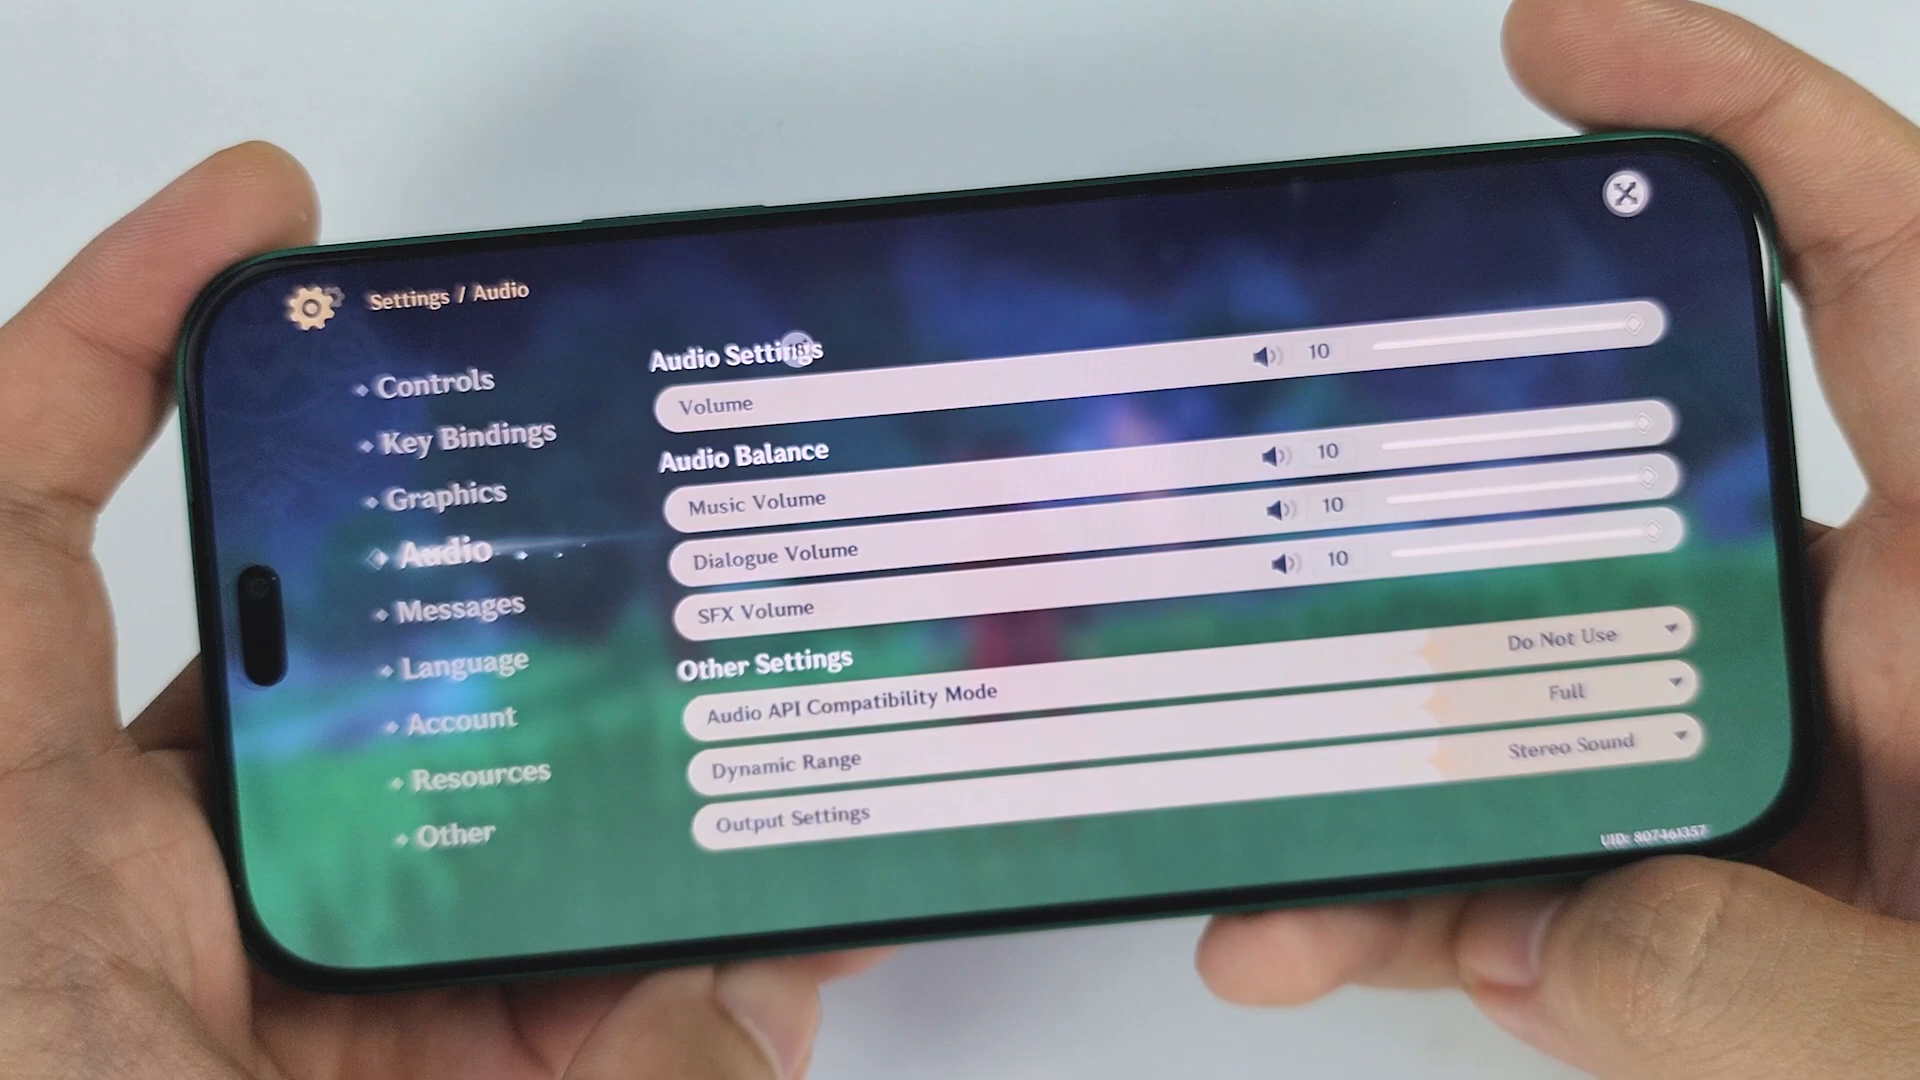 Settings / Audio
Controls
Key Bindings
Graphics
Audio
Messages
Language
Account
Resources
Other
Audio Settings
Volume 10
Audio Balance
Music Volume 10
Dialogue Volume 10
SFX Volume 10
Other Settings
Audio API Compatibility Mode Do Not Use
Dynamic Range Full
Output Settings Stereo Sound
UID: 807461357